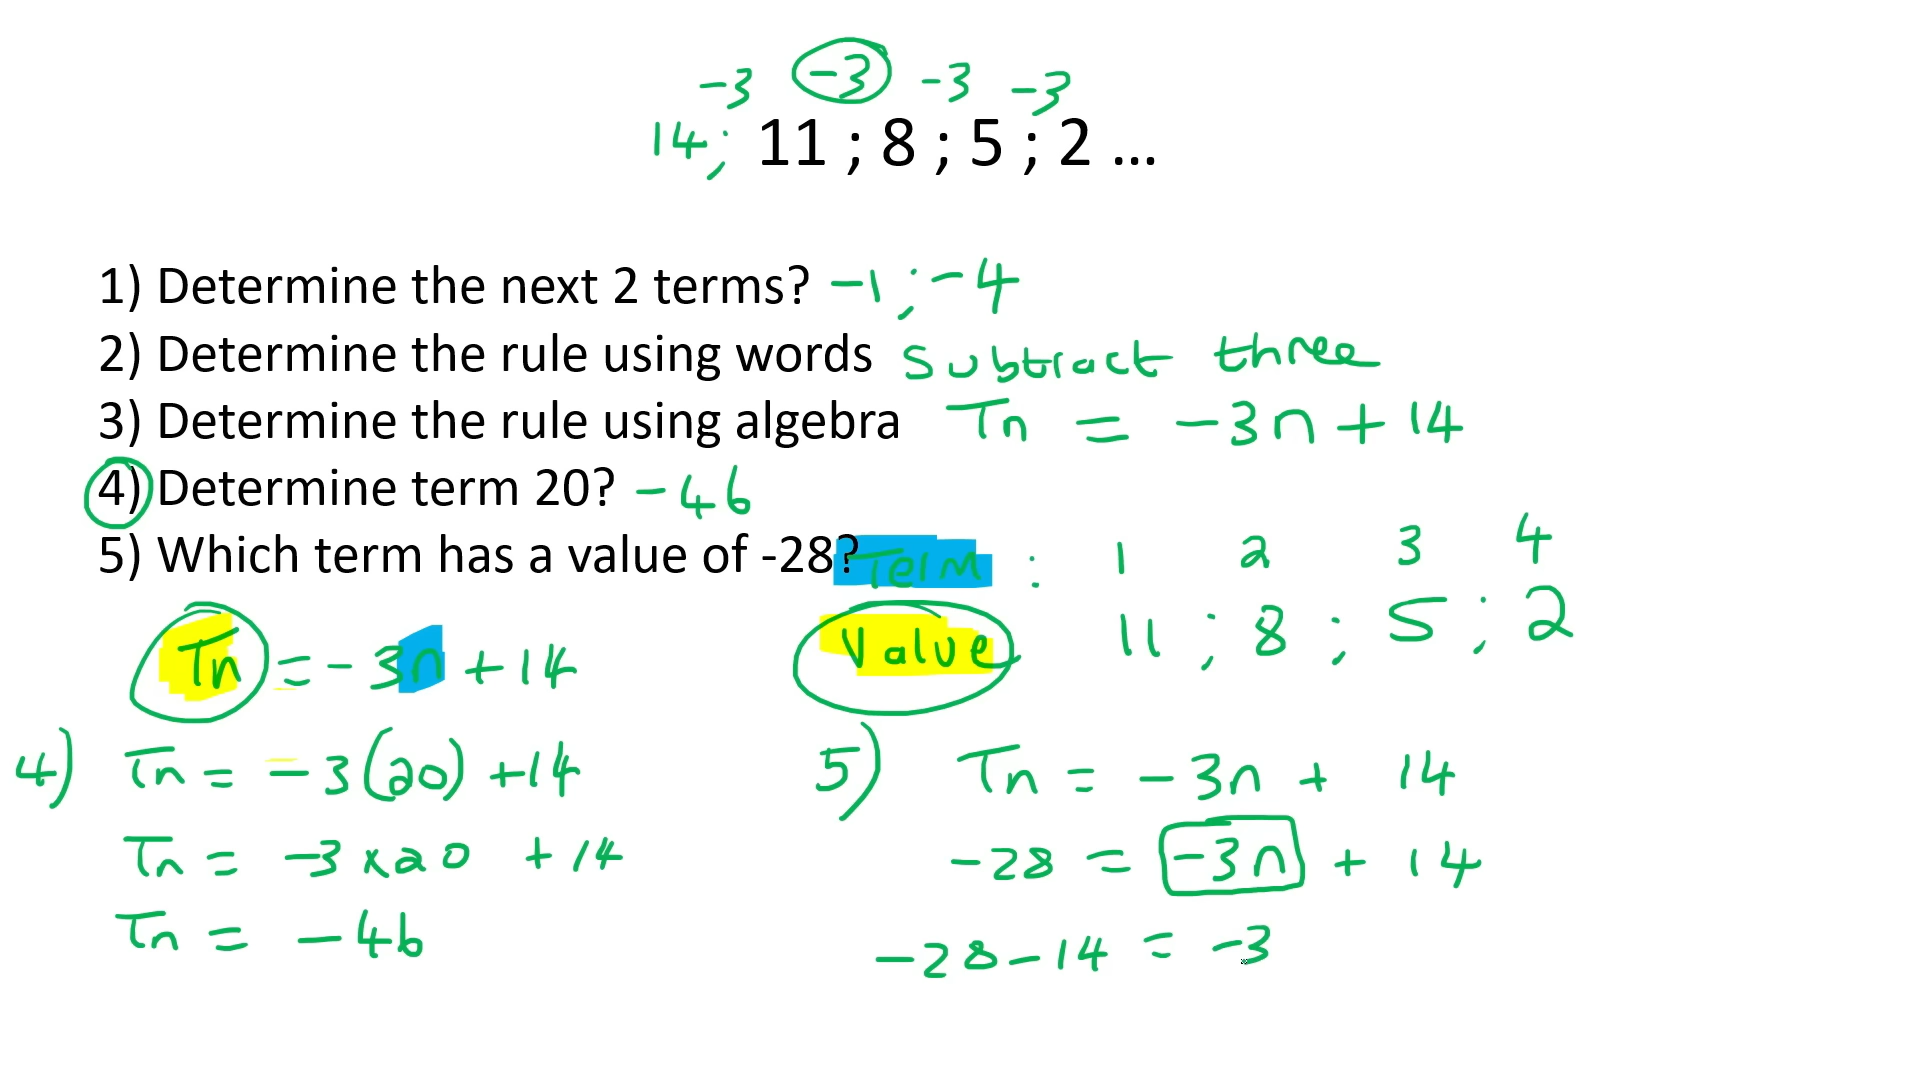 -3 -3 -3 -3
14; 11 ; 8 ; 5 ; 2 ...
1) Determine the next 2 terms? -1 ; -4
2) Determine the rule using words Subtract three
3) Determine the rule using algebra Tn = -3n + 14
4) Determine term 20? -46
5) Which term has a value of -28?
Term : 1 2 3 4
Value 11 ; 8 ; 5 ; 2
Tn = -3n + 14
4) Tn = -3(20) +14
Tn = -3 x 20 + 14
Tn = -46
5) Tn = -3n + 14
-28 = -3n + 14
-28 - 14 = -3